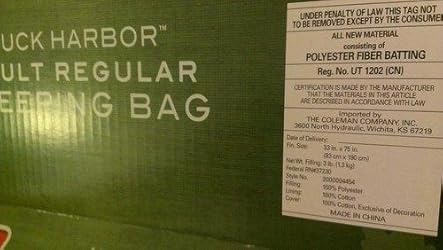 UCK HARBOR™
ULT REGULAR
EEPING BAG
UNDER PENALTY OF LAW THIS TAG NOT
TO BE REMOVED EXCEPT BY THE CONSUME
ALL NEW MATERIAL
consisting of
POLYESTER FIBER BATTING
Reg. No. UT 1202 (CN)
CERTIFICATION IS MADE BY THE MANUFACTURER
THAT THE MATERIALS IN THIS ARTICLE
ARE DESCRIBED IN ACCORDANCE WITH LAW
Imported by
THE COLEMAN COMPANY, INC.
3600 North Hydraulic, Wichita, KS 67219
Date of Delivery:
Fin. Size: 33 in. x 75 in.
(83 cm x 190 cm)
Net Wt. Filling: 3 lb. (1.3 kg)
Federal RN#37230
Style No. 2000004454
Filling: 100% Polyester
Lining: 100% Cotton
Cover: 100% Cotton, Exclusive of Decoration
MADE IN CHINA